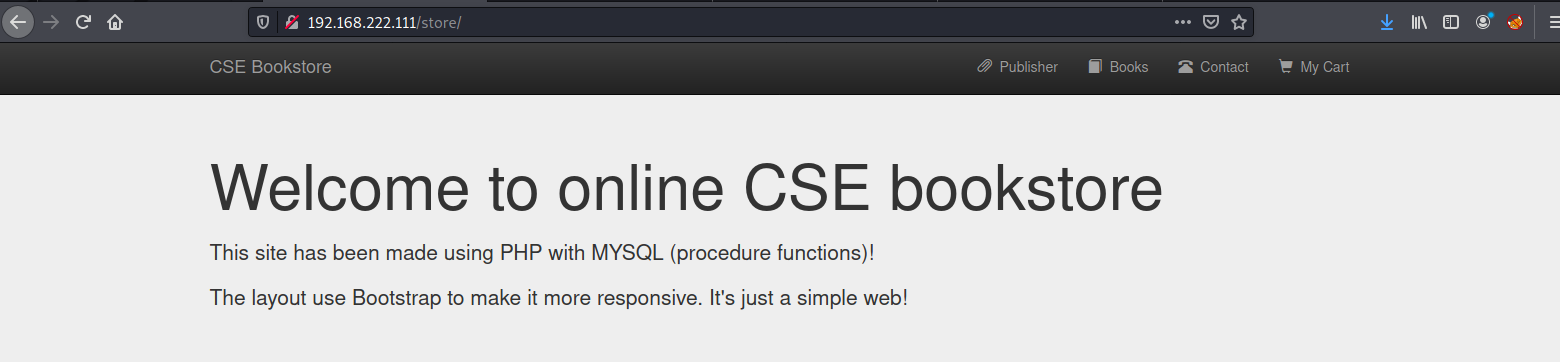 192.168.222.111/store/
CSE Bookstore
Publisher
Books
Contact
My Cart
Welcome to online CSE bookstore
This site has been made using PHP with MYSQL (procedure functions)!
The layout use Bootstrap to make it more responsive. It's just a simple web!